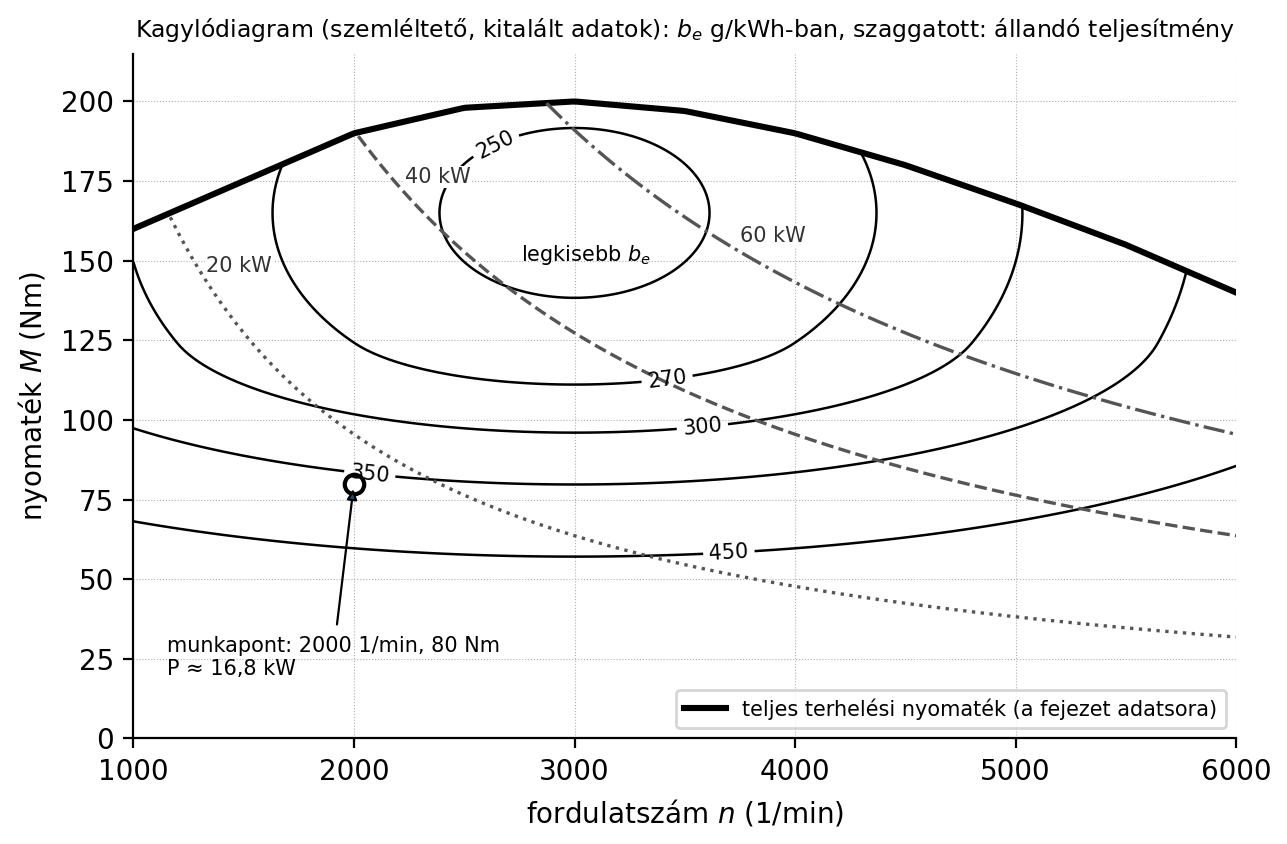 Kagylódiagram (szemléltető, kitalált adatok): b_e g/kWh-ban, szaggatott: állandó teljesítmény
nyomaték M (Nm)
200
175
150
125
100
75
50
25
0
250
40 kW
60 kW
legkisebb b_e
20 kW
270
300
350
450
munkapont: 2000 1/min, 80 Nm
P ≈ 16,8 kW
teljes terhelési nyomaték (a fejezet adatsora)
1000 2000 3000 4000 5000 6000
fordulatszám n (1/min)